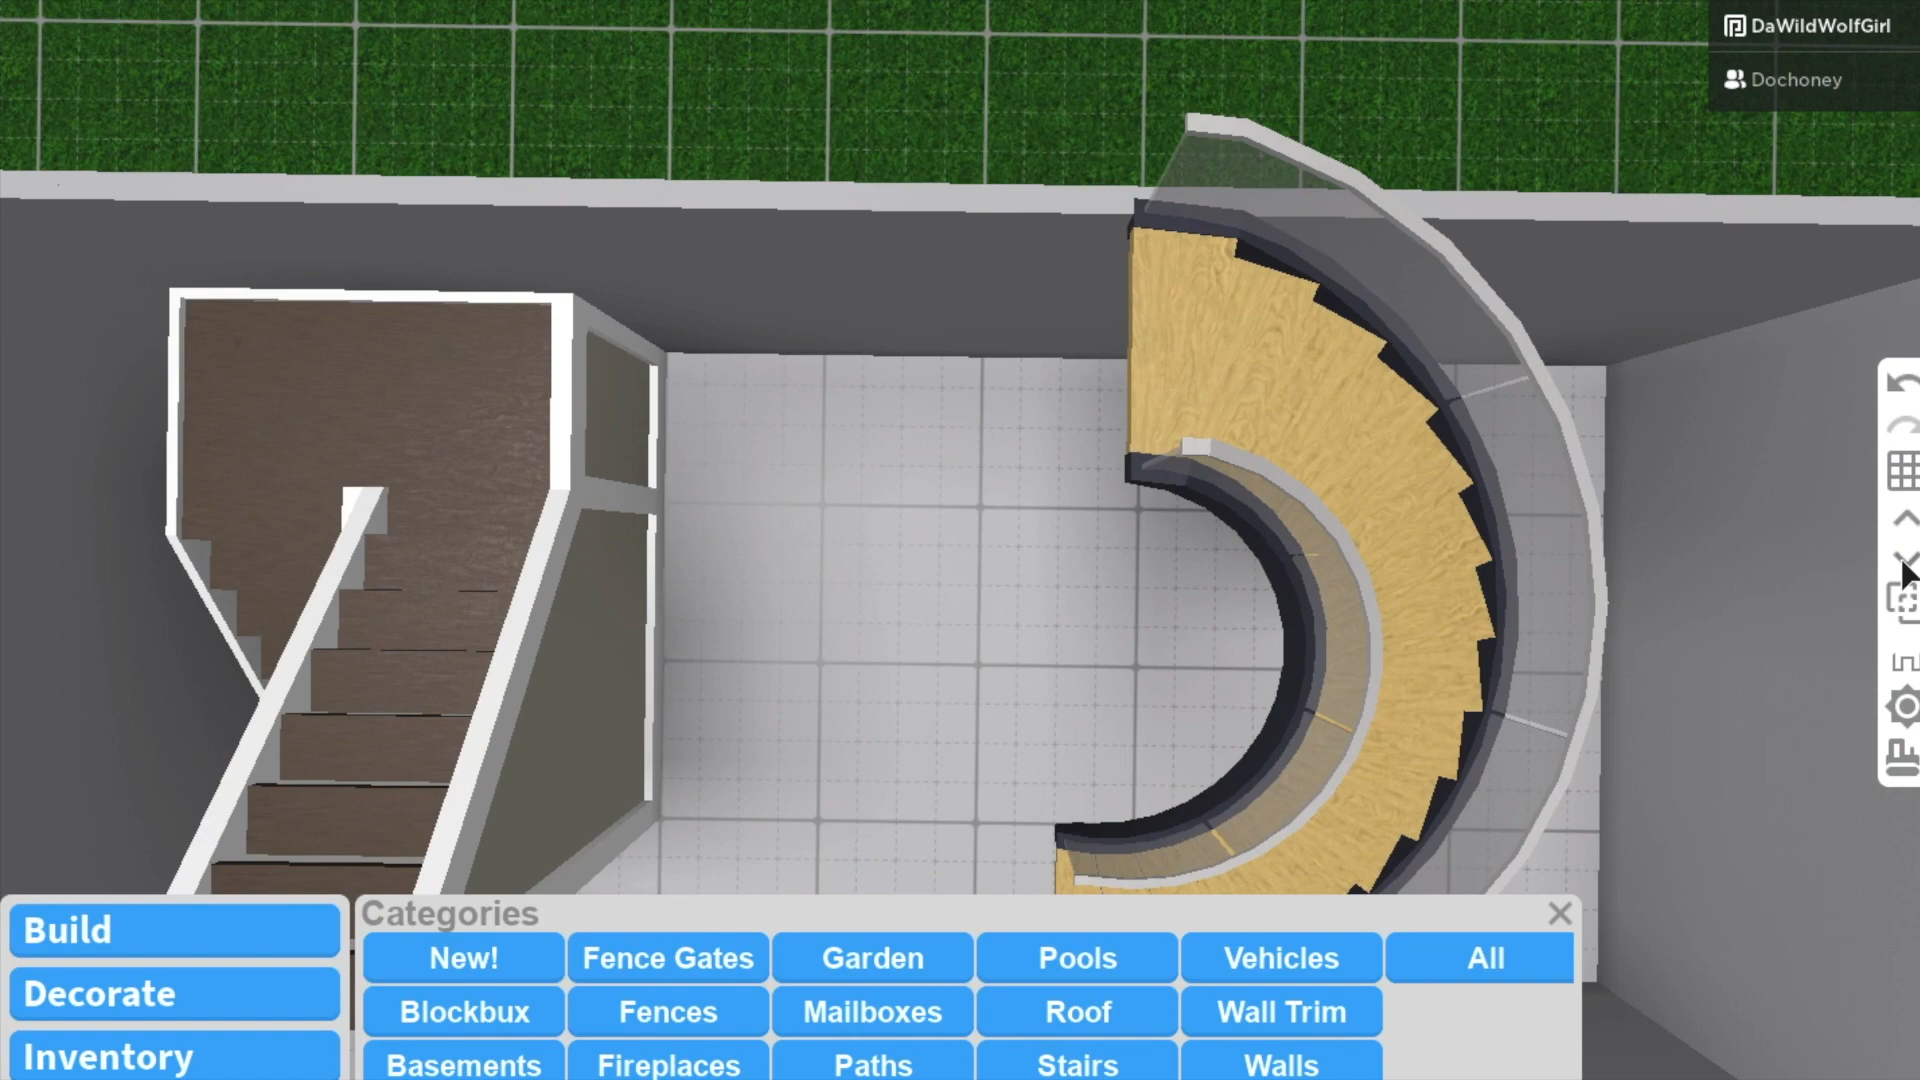 DaWildWolfGirl
Dochoney
Build
Decorate
Inventory
Categories
New! Fence Gates Garden Pools Vehicles All
Blockbux Fences Mailboxes Roof Wall Trim
Basements Fireplaces Paths Stairs Walls